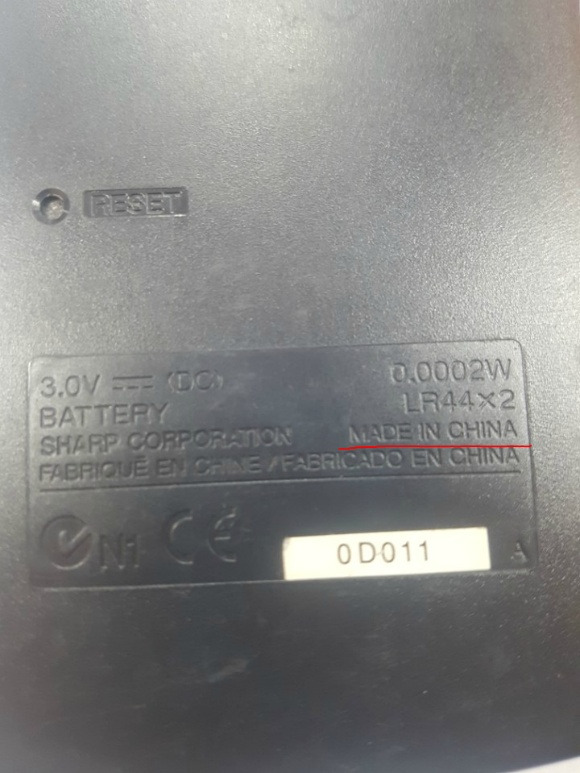 RESET
3.0V ⎓ (DC) 0.0002W
BATTERY LR44×2
SHARP CORPORATION MADE IN CHINA
FABRIQUÉ EN CHINE/FABRICADO EN CHINA
N1 CE 0D011 A